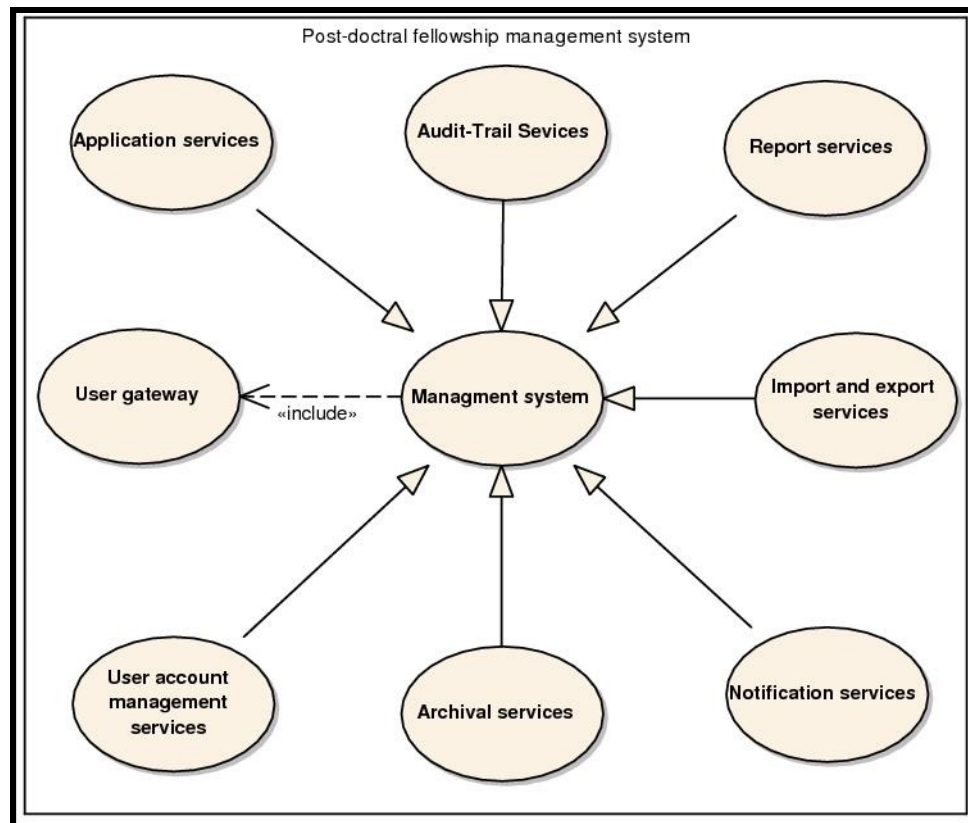 Post-doctral fellowship management system
Application services
Audit-Trail Sevices
Report services
User gateway
«include»
Managment system
Import and export
services
User account
management
services
Archival services
Notification services